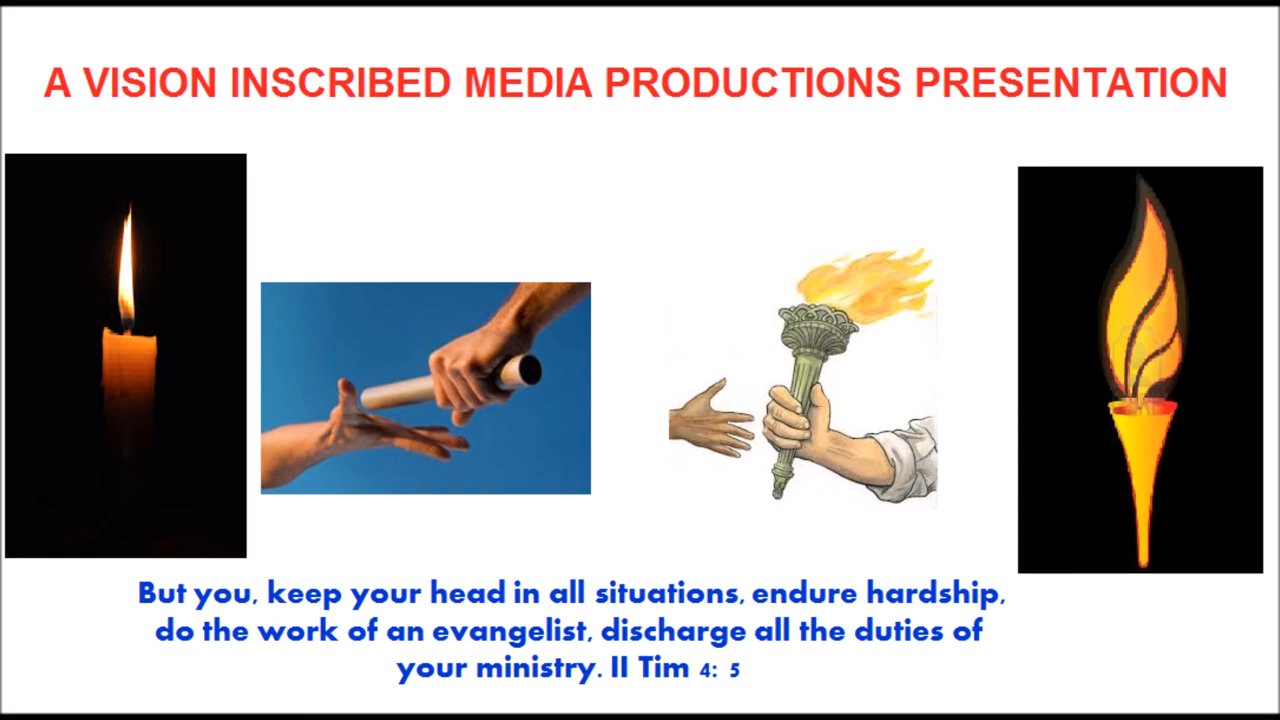 A VISION INSCRIBED MEDIA PRODUCTIONS PRESENTATION
But you, keep your head in all situations, endure hardship,
do the work of an evangelist, discharge all the duties of
your ministry. II Tim 4: 5